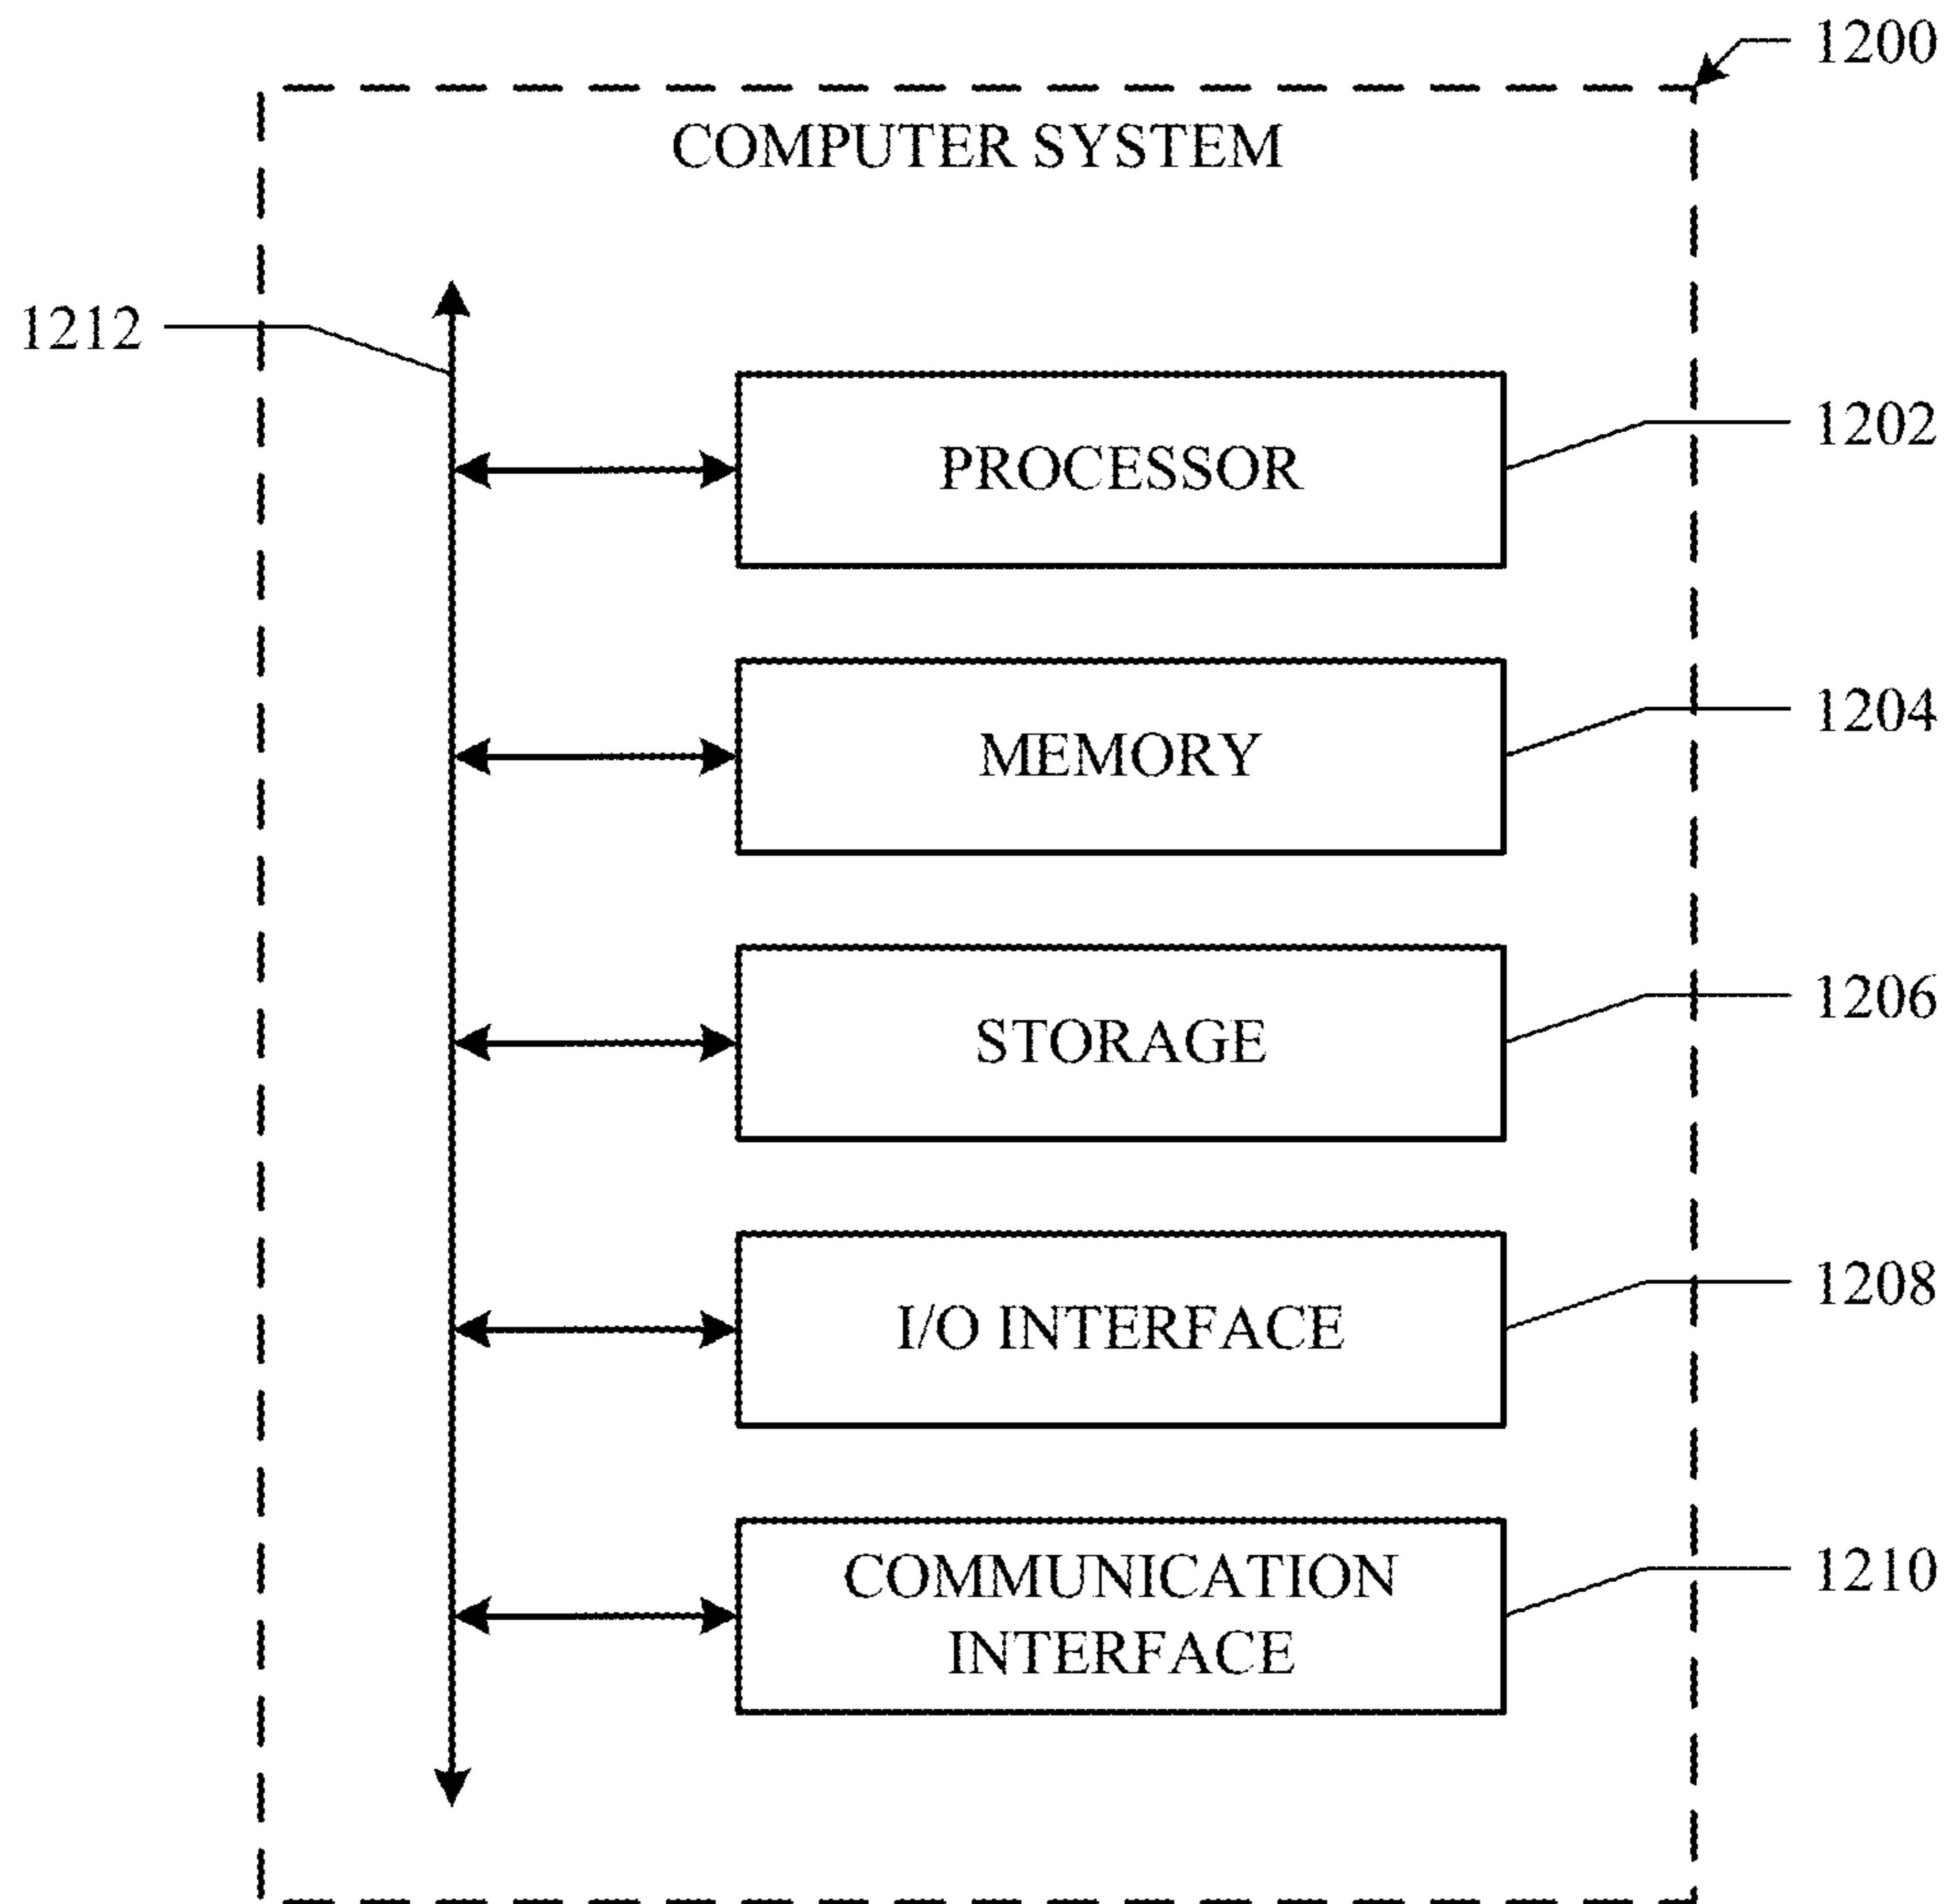 1200
COMPUTER SYSTEM
1212
PROCESSOR
1202
MEMORY
1204
STORAGE
1206
I/O INTERFACE
1208
COMMUNICATION
INTERFACE
1210